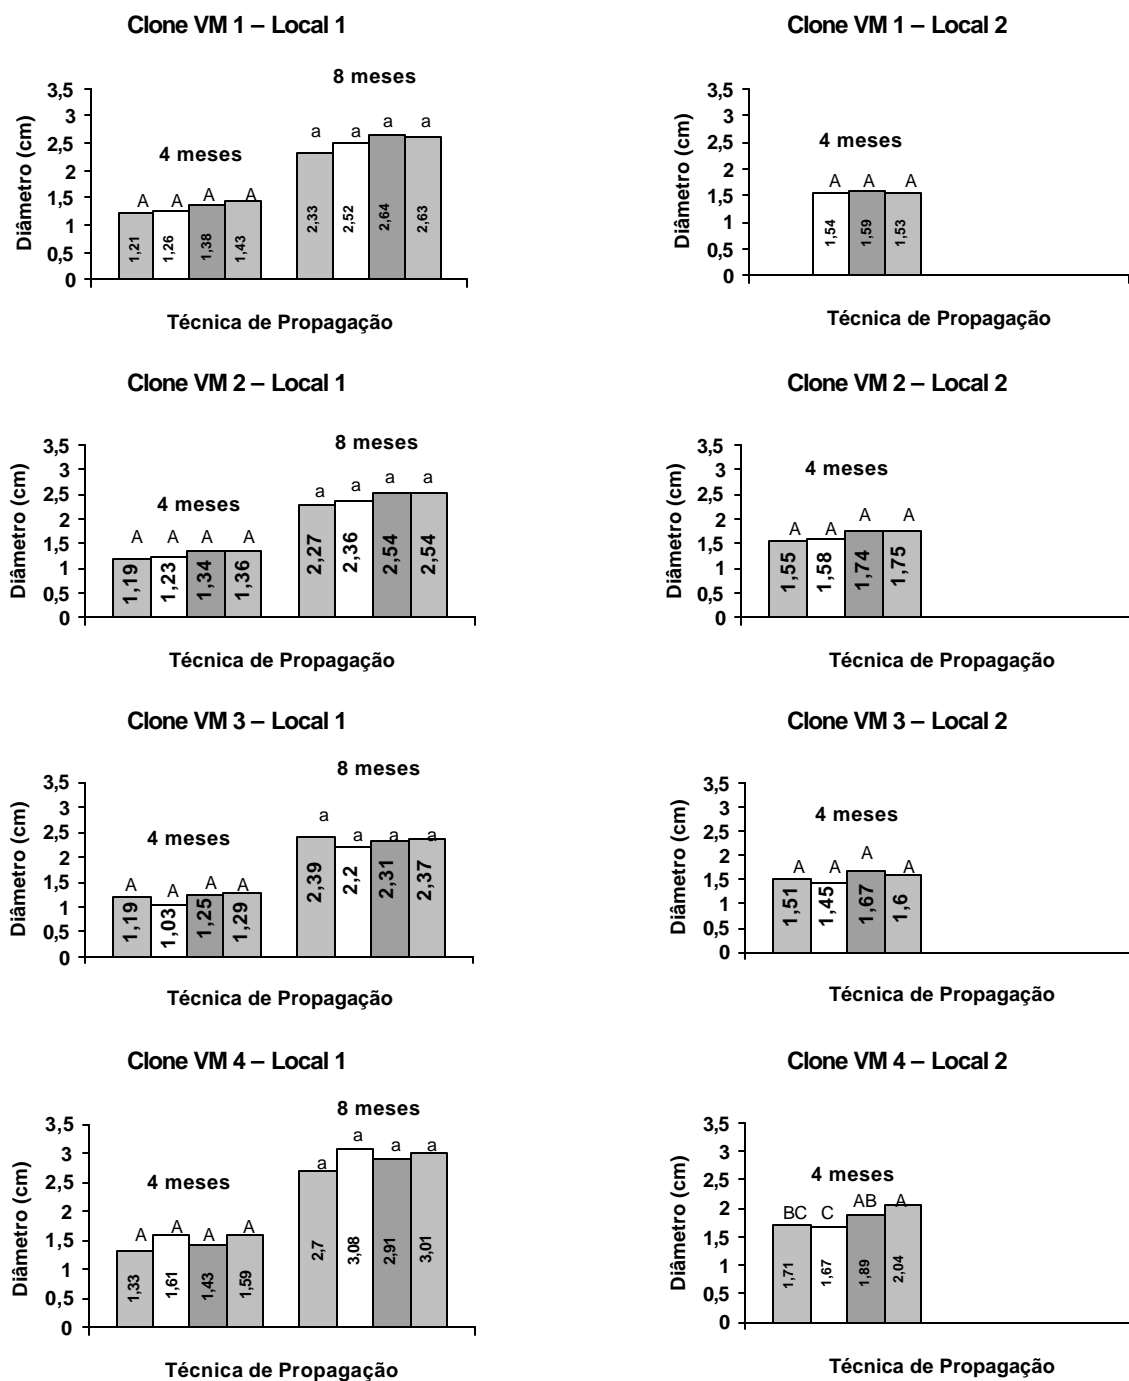 Clone VM 1 – Local 1
8 meses
3,5
3
2,5
2
1,5
1
0,5
0
Diâmetro (cm)
4 meses
A A A A
a a a a
1,21 1,26 1,38 1,43
2,33 2,52 2,64 2,63
Técnica de Propagação
Clone VM 1 – Local 2
3,5
3
2,5
2
1,5
1
0,5
0
Diâmetro (cm)
4 meses
A A A
1,54 1,59 1,53
Técnica de Propagação
Clone VM 2 – Local 1
8 meses
3,5
3
2,5
2
1,5
1
0,5
0
Diâmetro (cm)
4 meses
A A A A
a a a a
1,19 1,23 1,34 1,36
2,27 2,36 2,54 2,54
Técnica de Propagação
Clone VM 2 – Local 2
3,5
3
2,5
2
1,5
1
0,5
0
Diâmetro (cm)
4 meses
A A A A
1,55 1,58 1,74 1,75
Técnica de Propagação
Clone VM 3 – Local 1
8 meses
3,5
3
2,5
2
1,5
1
0,5
0
Diâmetro (cm)
4 meses
A A A A
a a a a
1,19 1,03 1,25 1,29
2,39 2,2 2,31 2,37
Técnica de Propagação
Clone VM 3 – Local 2
3,5
3
2,5
2
1,5
1
0,5
0
Diâmetro (cm)
4 meses
A A A A
1,51 1,45 1,67 1,6
Técnica de Propagação
Clone VM 4 – Local 1
8 meses
3,5
3
2,5
2
1,5
1
0,5
0
Diâmetro (cm)
4 meses
A A A A
a a a a
1,33 1,61 1,43 1,59
2,7 3,08 2,91 3,01
Técnica de Propagação
Clone VM 4 – Local 2
3,5
3
2,5
2
1,5
1
0,5
0
Diâmetro (cm)
4 meses
BC C AB A
1,71 1,67 1,89 2,04
Técnica de Propagação